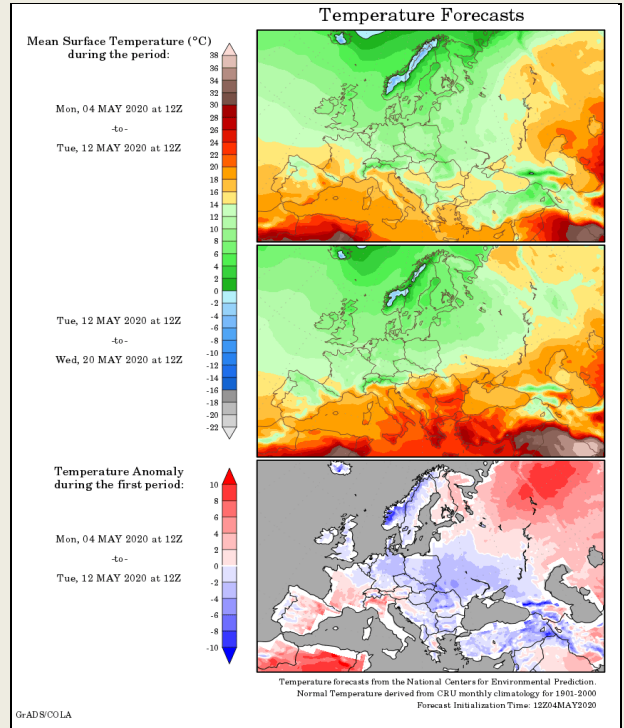 Temperature Forecasts
Mean Surface Temperature (°C)
during the period:
Mon, 04 MAY 2020 at 12Z
-to-
Tue, 12 MAY 2020 at 12Z
38
36
34
32
30
28
26
24
22
20
18
16
14
12
10
8
6
4
2
0
-2
-4
-6
-8
-10
-12
-14
-16
-18
-20
-22
Tue, 12 MAY 2020 at 12Z
-to-
Wed, 20 MAY 2020 at 12Z
Temperature Anomaly
during the first period:
Mon, 04 MAY 2020 at 12Z
-to-
Tue, 12 MAY 2020 at 12Z
10
8
6
4
2
0
-2
-4
-6
-8
-10
Temperature forecasts from the National Centers for Environmental Prediction.
Normal Temperature derived from CRU monthly climatology for 1901-2000
Forecast Initialization Time: 12Z04MAY2020
GrADS/COLA